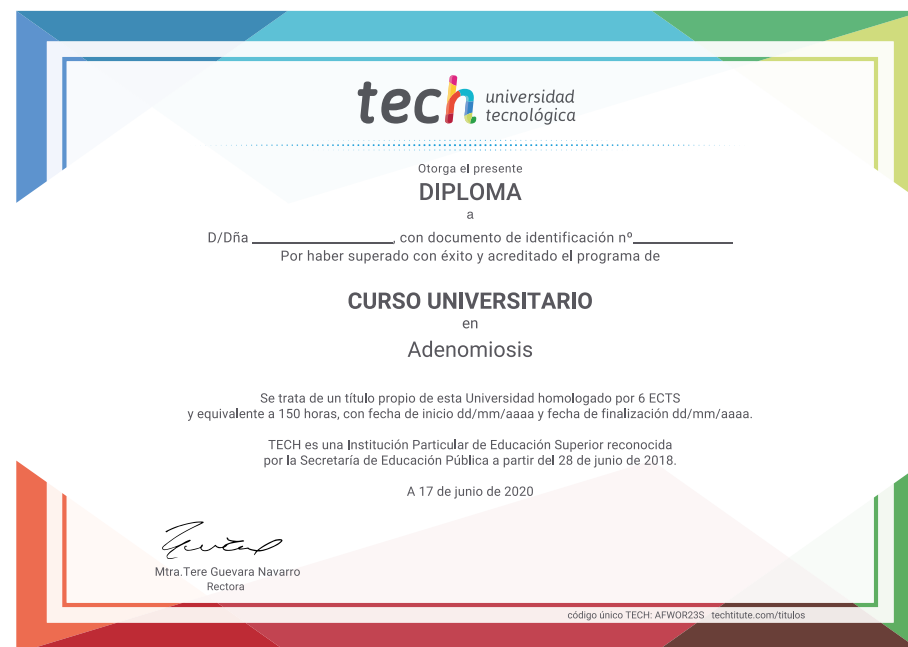 tech universidad
tecnológica
Otorga el presente
DIPLOMA
a
D/Dña ____________, con documento de identificación nº____________
Por haber superado con éxito y acreditado el programa de
CURSO UNIVERSITARIO
en
Adenomiosis
Se trata de un título propio de esta Universidad homologado por 6 ECTS
y equivalente a 150 horas, con fecha de inicio dd/mm/aaaa y fecha de finalización dd/mm/aaaa.
TECH es una Institución Particular de Educación Superior reconocida
por la Secretaría de Educación Pública a partir del 28 de junio de 2018.
A 17 de junio de 2020
Mtra.Tere Guevara Navarro
Rectora
código único TECH: AFWOR23S techtitute.com/titulos